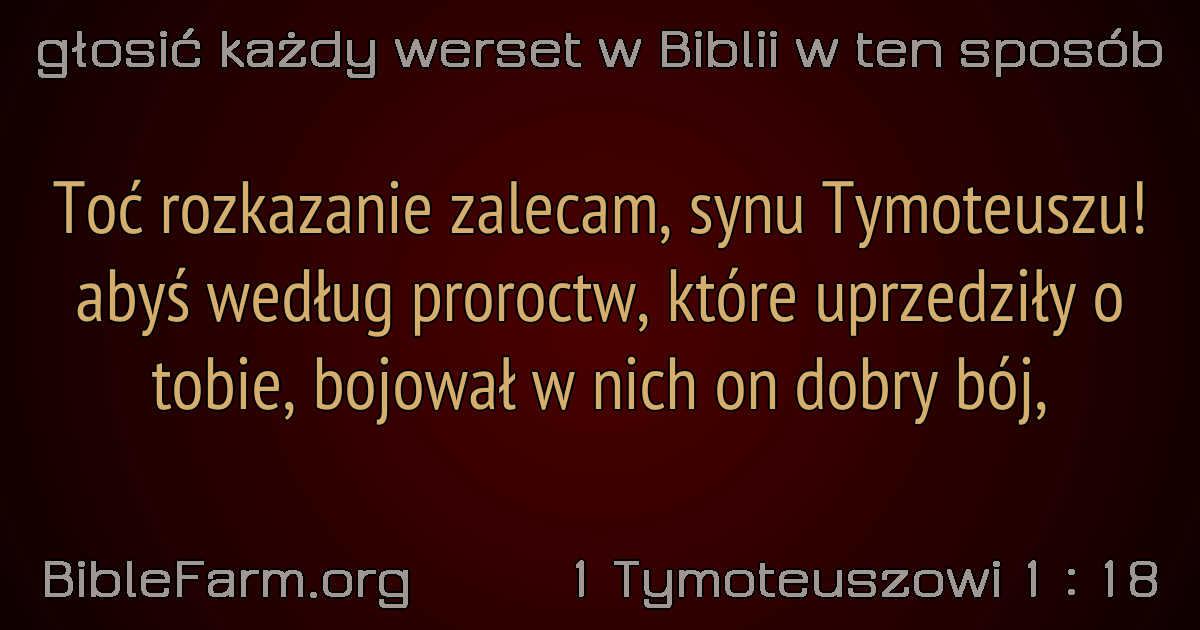 głosić każdy werset w Biblii w ten sposób
Toć rozkazanie zalecam, synu Tymoteuszu!
abyś według proroctw, które uprzedziły o
tobie, bojował w nich on dobry bój,
BibleFarm.org
1 Tymoteuszowi 1 : 18